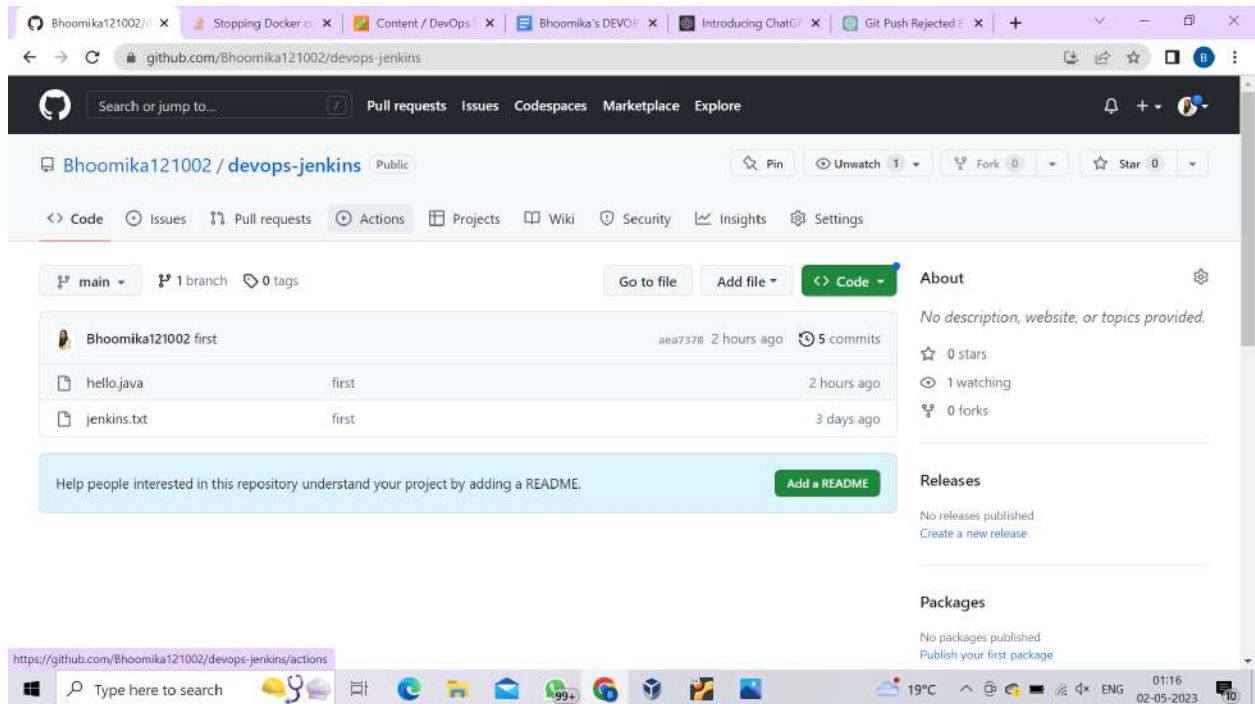 Bhoomika121002/ Stopping Docker c Content / DevOps Bhoomika's DEVOP Introducing ChatG Git Push Rejected E
github.com/Bhoomika121002/devops-jenkins B
Search or jump to... / Pull requests Issues Codespaces Marketplace Explore
Bhoomika121002 / devops-jenkins Public Pin Unwatch 1 Fork 0 Star 0
Code Issues Pull requests Actions Projects Wiki Security Insights Settings
main 1 branch 0 tags Go to file Add file Code About
No description, website, or topics provided.
Bhoomika121002 first aea7378 2 hours ago 5 commits
0 stars
hello.java first 2 hours ago
1 watching
jenkins.txt first 3 days ago
0 forks
Help people interested in this repository understand your project by adding a README. Add a README
Releases
No releases published
Create a new release
Packages
No packages published
Publish your first package
https://github.com/Bhoomika121002/devops-jenkins/actions
Type here to search 99+ 19°C ENG 01:16
02-05-2023 10